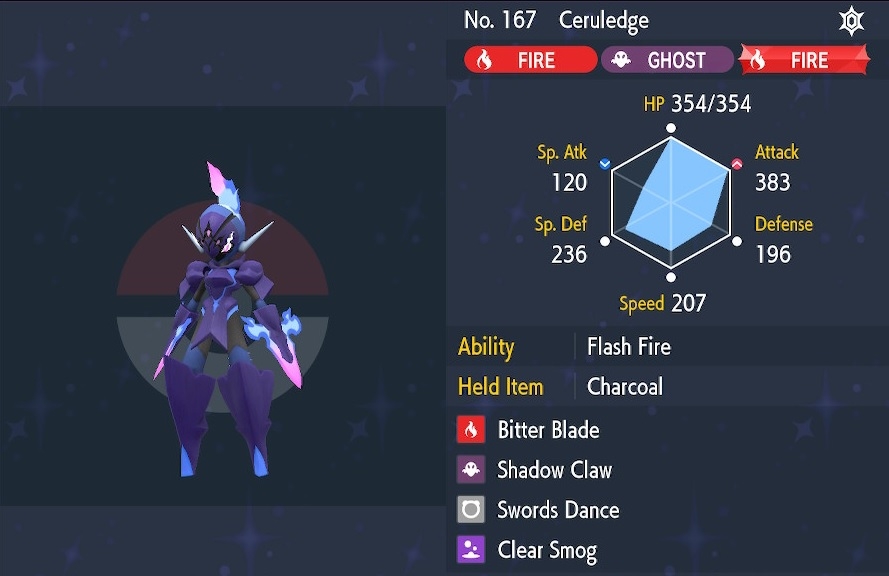 No. 167 Ceruledge
FIRE GHOST FIRE
HP 354/354
Sp. Atk
120
Attack
383
Sp. Def
236
Defense
196
Speed 207
Ability Flash Fire
Held Item Charcoal
Bitter Blade
Shadow Claw
Swords Dance
Clear Smog